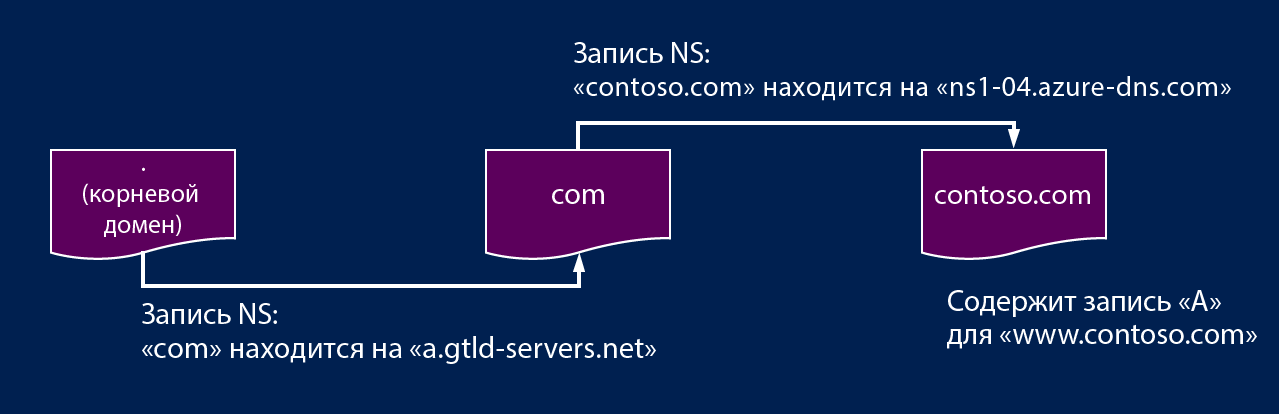 Запись NS:
«contoso.com» находится на «ns1-04.azure-dns.com»
.
(корневой
домен)
com
contoso.com
Запись NS:
«com» находится на «a.gtld-servers.net»
Содержит запись «A»
для «www.contoso.com»